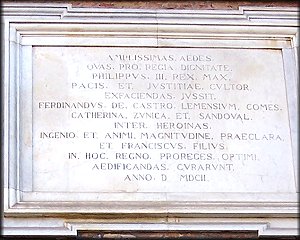 AMPLISSIMAS. AEDES.
QVAS. PRO. REGIA. DIGNITATE.
PHILIPPVS. III. REX. MAX.
PACIS. ET. JVSTITIAE. CVLTOR.
EXFACIENDAS. JVSSIT.
FERDINANDVS. DE. CASTRO. LEMENSIVM. COMES.
CATHERINA. ZVNICA. ET. SANDOVAL.
INTER. HEROINAS.
INGENIO. ET. ANIMI. MAGNITVDINE. PRAECLARA.
ET. FRANCISCVS. FILIVS.
IN. HOC. REGNO. PROREGES. OPTIMI.
AEDIFICANDAS. CVRARVNT.
ANNO. D. MDCII.